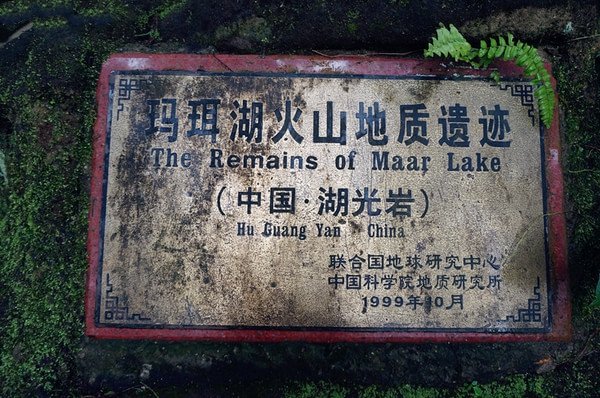 玛珥湖火山地质遗迹
The Remains of Maar Lake
（中国·湖光岩）
Hu Guang Yan China
联合国地球研究中心
中国科学院地质研究所
1999年10月